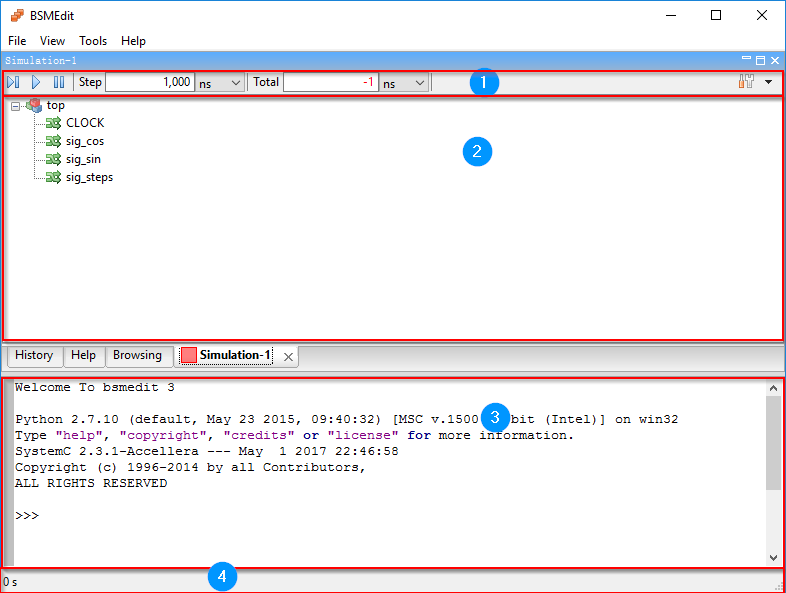 BSMEdit
File View Tools Help
Simulation-1
Step 1,000 ns Total -1 ns 1
top
CLOCK
sig_cos
sig_sin
sig_steps
2
History Help Browsing Simulation-1
Welcome To bsmedit 3
Python 2.7.10 (default, May 23 2015, 09:40:32) [MSC v.1500 3 bit (Intel)] on win32
Type "help", "copyright", "credits" or "license" for more information.
SystemC 2.3.1-Accellera --- May 1 2017 22:46:58
Copyright (c) 1996-2014 by all Contributors,
ALL RIGHTS RESERVED
>>>
0 s 4